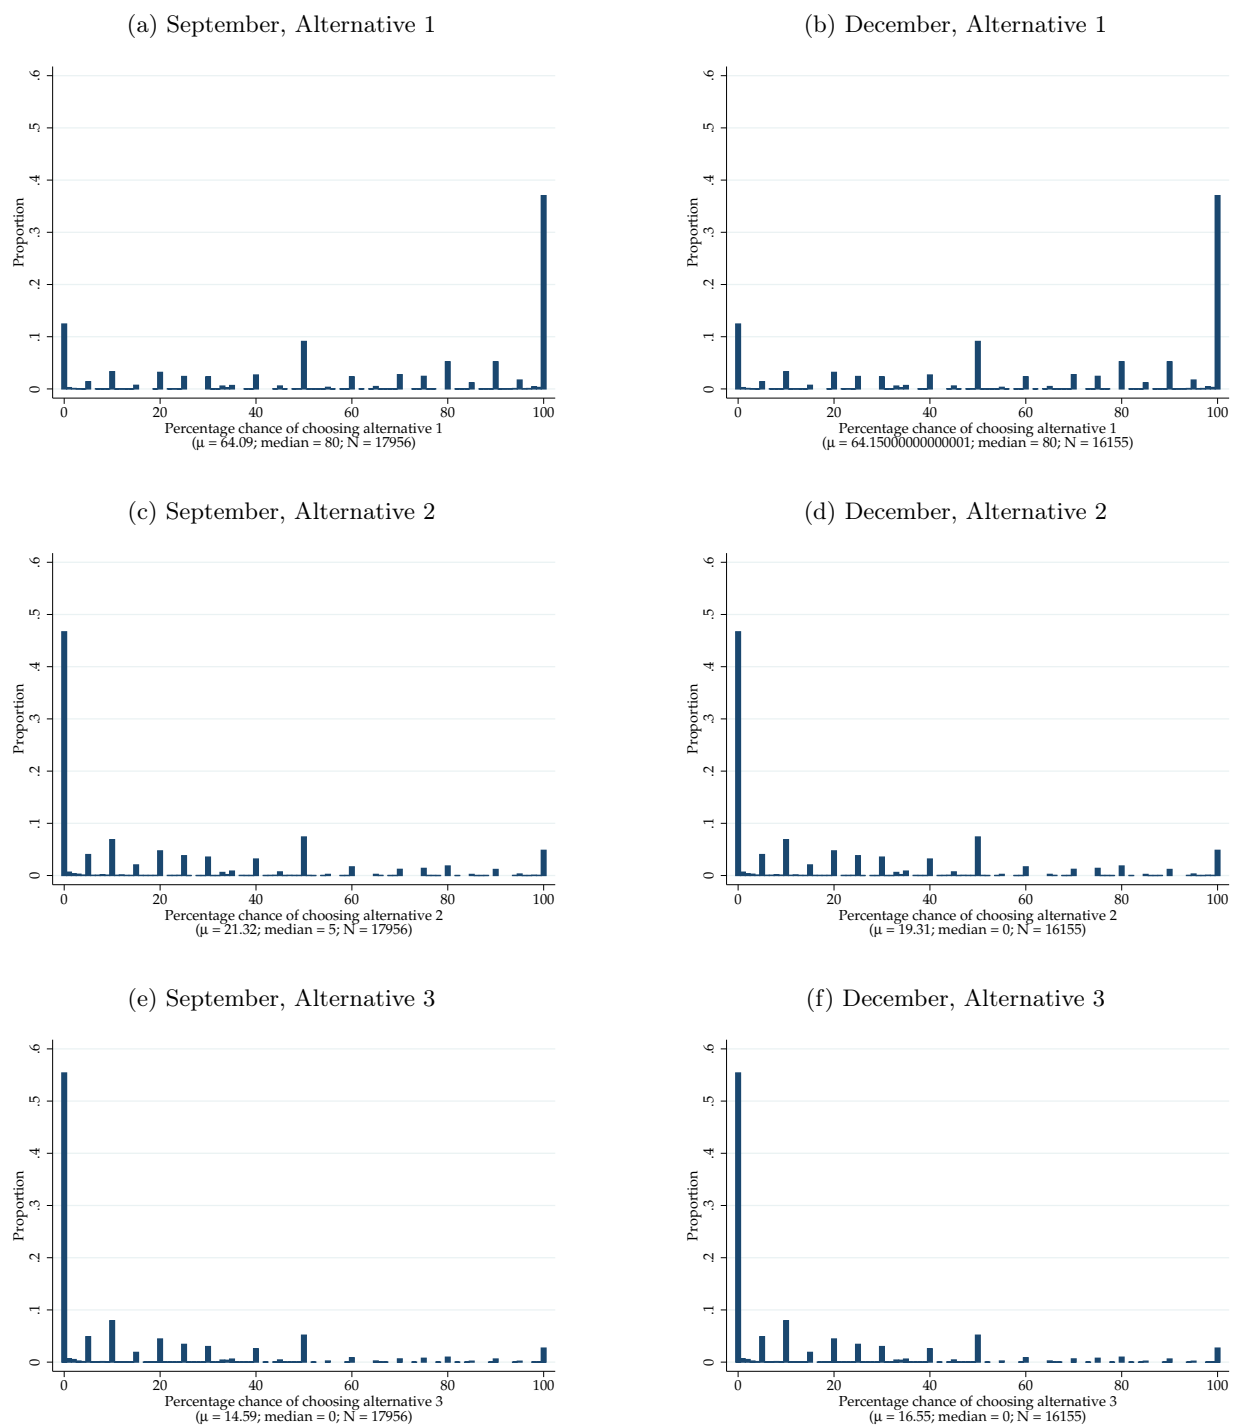 (a) September, Alternative 1
.6
.5
.4
.3
.2
.1
0
Proportion
0 20 40 60 80 100
Percentage chance of choosing alternative 1
(μ = 64.09; median = 80; N = 17956)
(b) December, Alternative 1
.6
.5
.4
.3
.2
.1
0
Proportion
0 20 40 60 80 100
Percentage chance of choosing alternative 1
(μ = 64.15000000000001; median = 80; N = 16155)
(c) September, Alternative 2
.6
.5
.4
.3
.2
.1
0
Proportion
0 20 40 60 80 100
Percentage chance of choosing alternative 2
(μ = 21.32; median = 5; N = 17956)
(d) December, Alternative 2
.6
.5
.4
.3
.2
.1
0
Proportion
0 20 40 60 80 100
Percentage chance of choosing alternative 2
(μ = 19.31; median = 0; N = 16155)
(e) September, Alternative 3
.6
.5
.4
.3
.2
.1
0
Proportion
0 20 40 60 80 100
Percentage chance of choosing alternative 3
(μ = 14.59; median = 0; N = 17956)
(f) December, Alternative 3
.6
.5
.4
.3
.2
.1
0
Proportion
0 20 40 60 80 100
Percentage chance of choosing alternative 3
(μ = 16.55; median = 0; N = 16155)